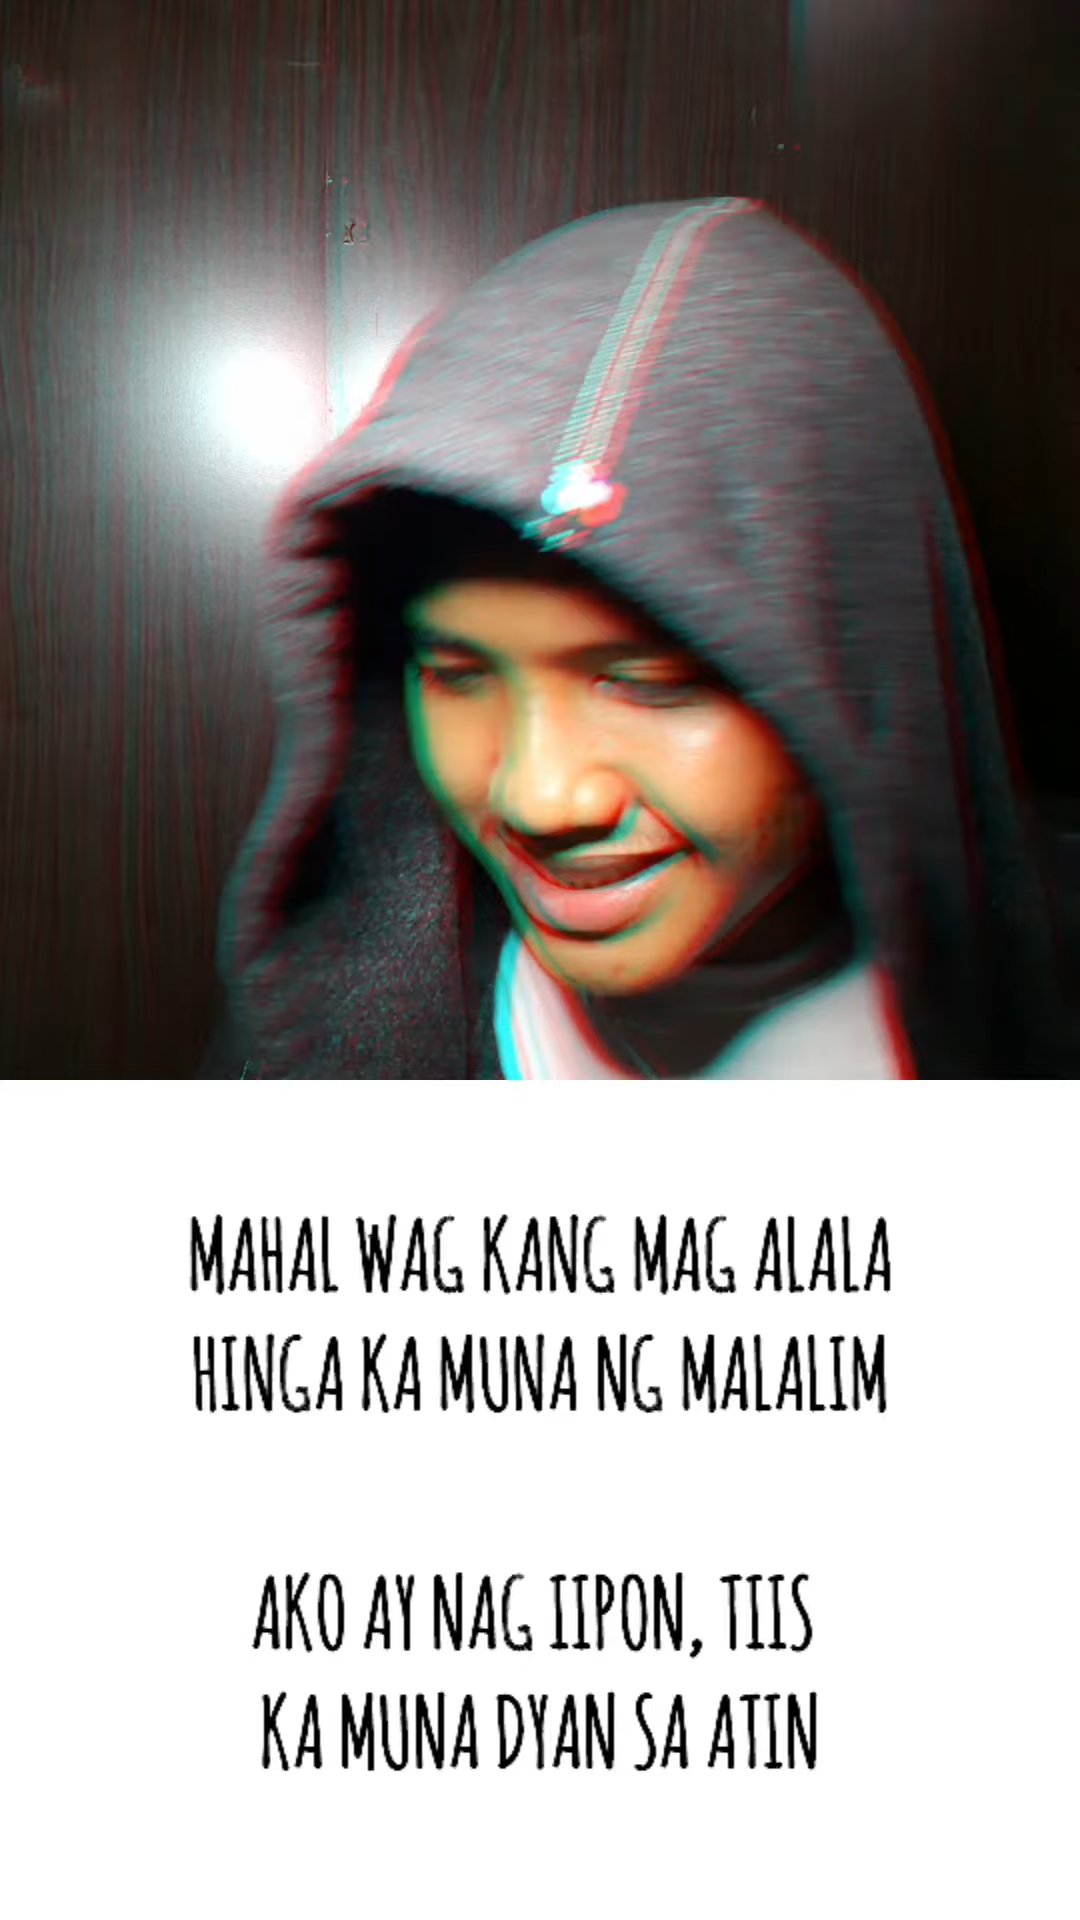 MAHAL WAG KANG MAG ALALA
HINGA KA MUNA NG MALALIM
AKO AY NAG IIPON, TIIS
KA MUNA DYAN SA ATIN